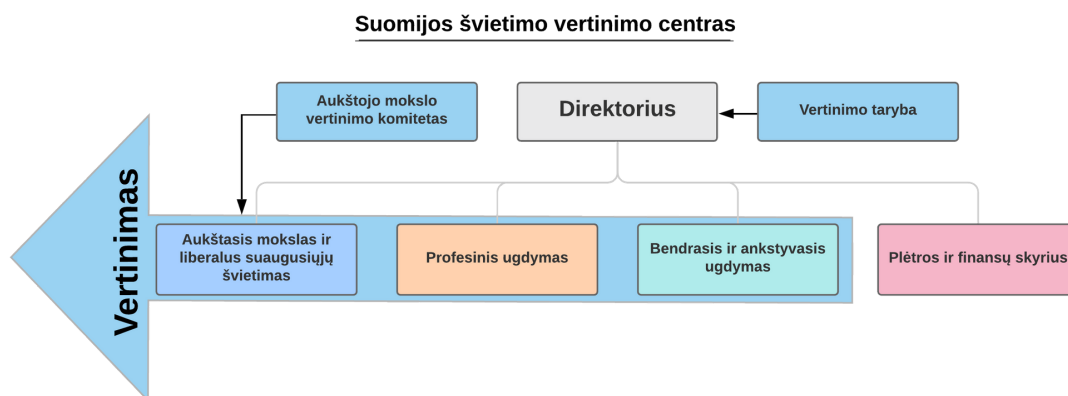 Suomijos švietimo vertinimo centras
Aukštojo mokslo
vertinimo komitetas
Direktorius
Vertinimo taryba
Vertinimas
Aukštasis mokslas ir
liberalus suaugusiųjų
švietimas
Profesinis ugdymas
Bendrasis ir ankstyvasis
ugdymas
Plėtros ir finansų skyrius